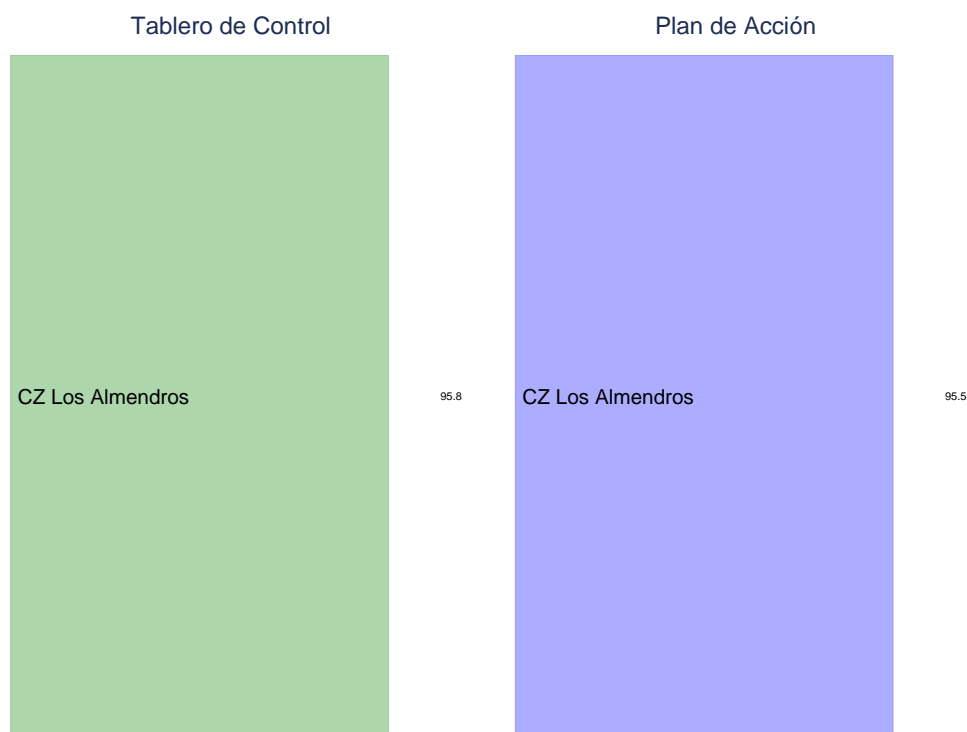 Tablero de Control
Plan de Acción
CZ Los Almendros
95.8
CZ Los Almendros
95.5